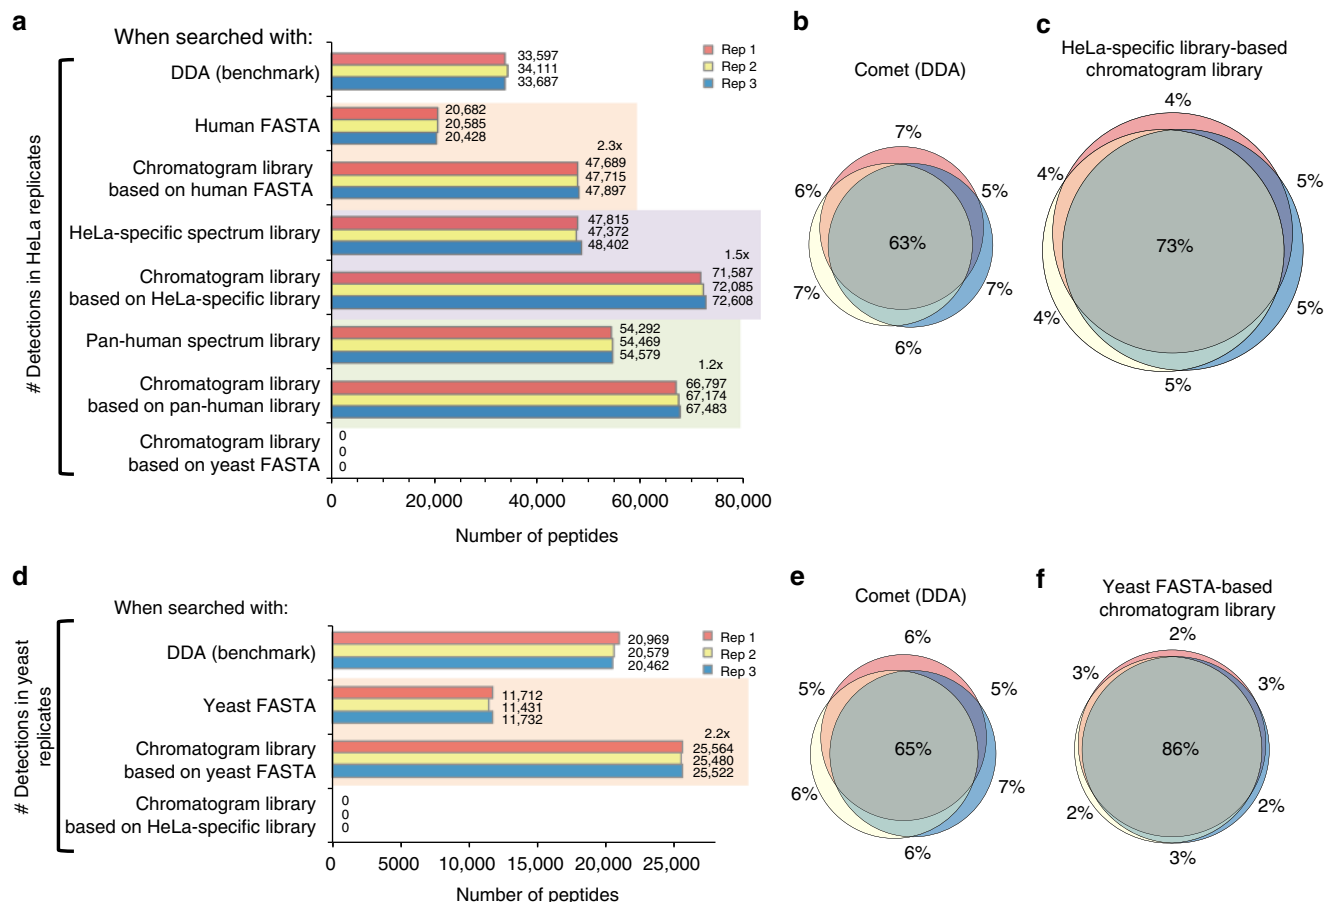 a
When searched with:
# Detections in HeLa replicates
DDA (benchmark)
33,597
34,111
33,687
Rep 1
Rep 2
Rep 3
Human FASTA
20,682
20,585
20,428
2.3x
Chromatogram library
based on human FASTA
47,689
47,715
47,897
HeLa-specific spectrum library
47,815
47,372
48,402
1.5x
Chromatogram library
based on HeLa-specific library
71,587
72,085
72,608
Pan-human spectrum library
54,292
54,469
54,579
1.2x
Chromatogram library
based on pan-human library
66,797
67,174
67,483
Chromatogram library
based on yeast FASTA
0
0
0
0
20,000
40,000
60,000
80,000
Number of peptides
b
Comet (DDA)
7%
6%
5%
63%
7%
7%
6%
c
HeLa-specific library-based
chromatogram library
4%
4%
5%
73%
4%
5%
5%
d
When searched with:
# Detections in yeast
replicates
DDA (benchmark)
20,969
20,579
20,462
Rep 1
Rep 2
Rep 3
Yeast FASTA
11,712
11,431
11,732
2.2x
Chromatogram library
based on yeast FASTA
25,564
25,480
25,522
Chromatogram library
based on HeLa-specific library
0
0
0
0
5000
10,000
15,000
20,000
25,000
Number of peptides
e
Comet (DDA)
6%
5%
5%
65%
6%
7%
6%
f
Yeast FASTA-based
chromatogram library
2%
3%
3%
86%
2%
2%
3%